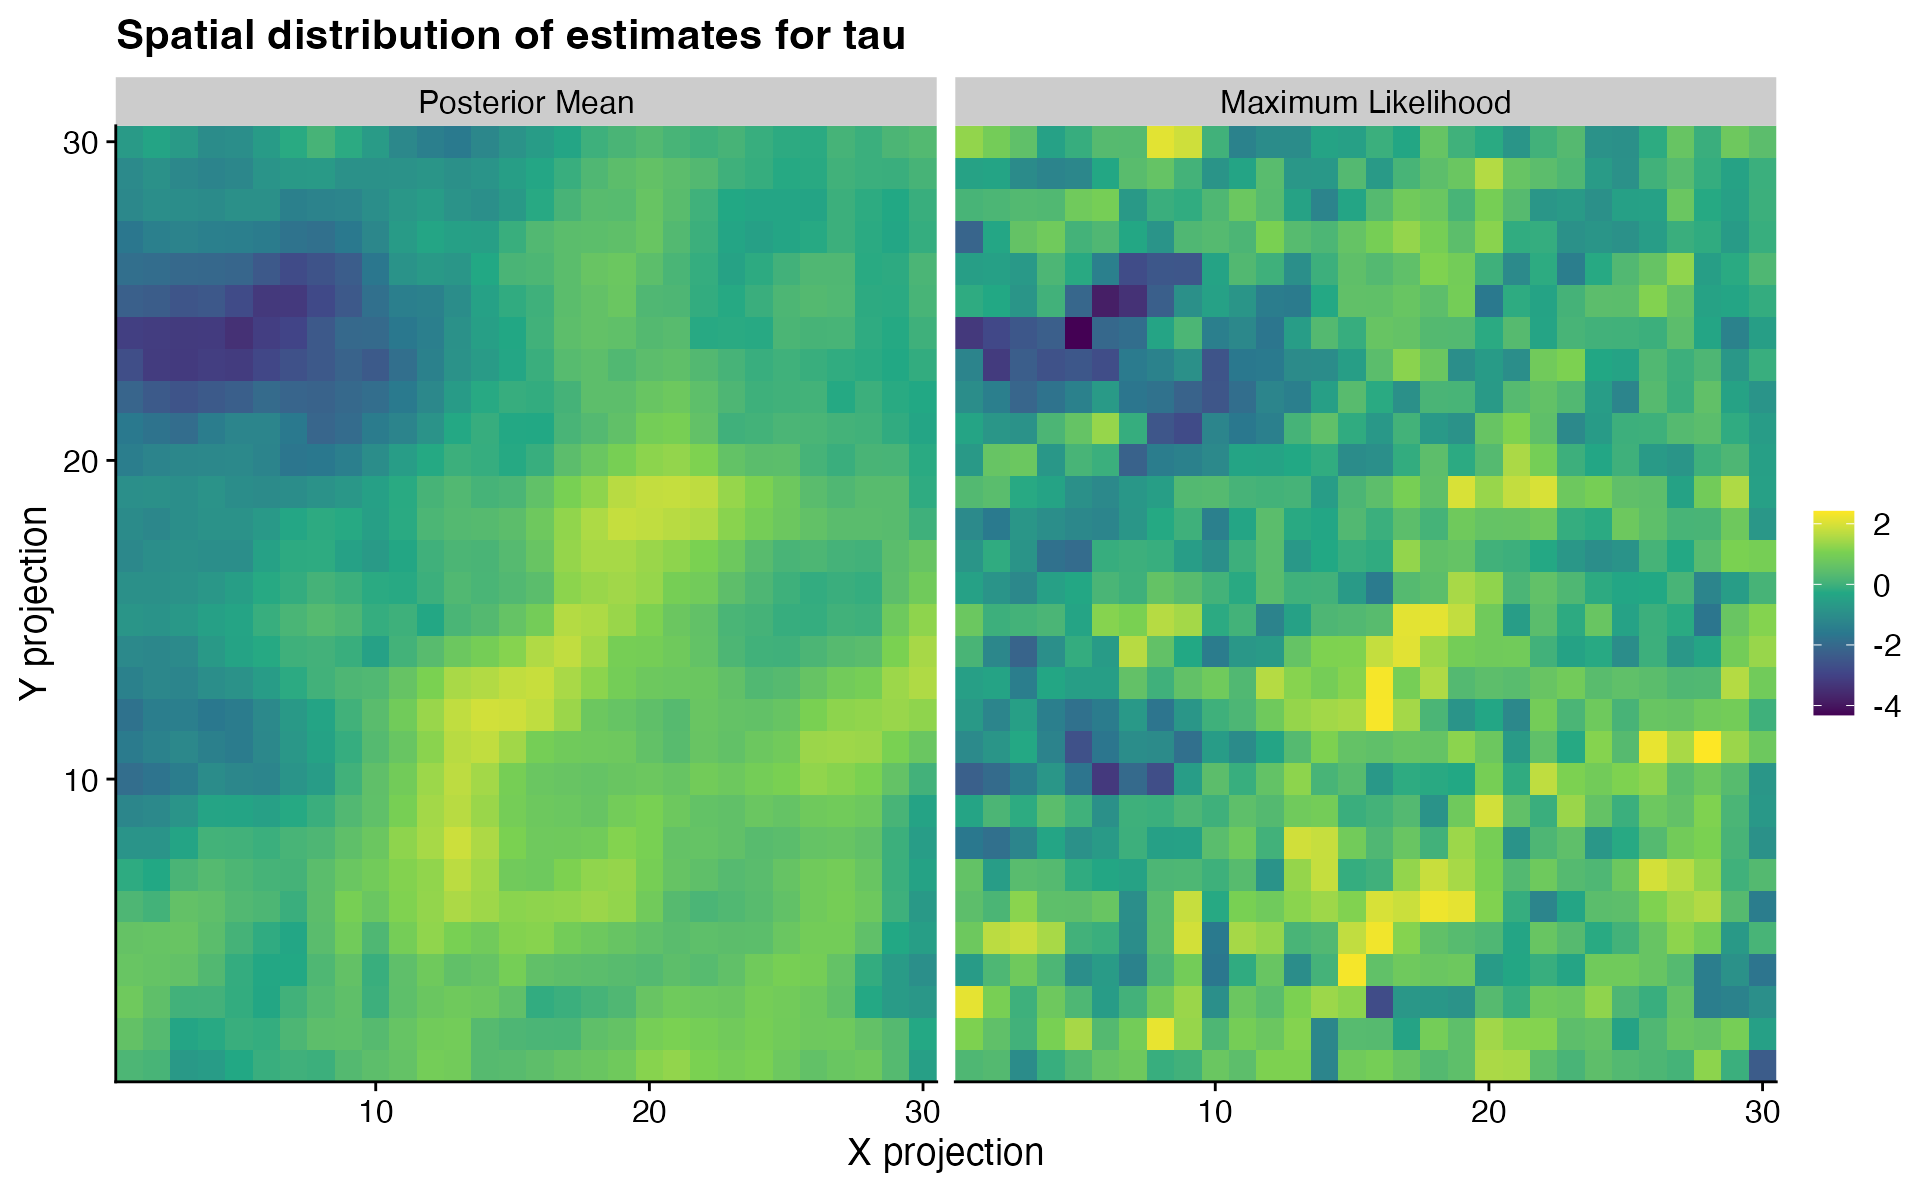 Spatial distribution of estimates for tau
Posterior Mean
Maximum Likelihood
30
20
10
Y projection
10
20
30
10
20
30
X projection
2
0
-2
-4